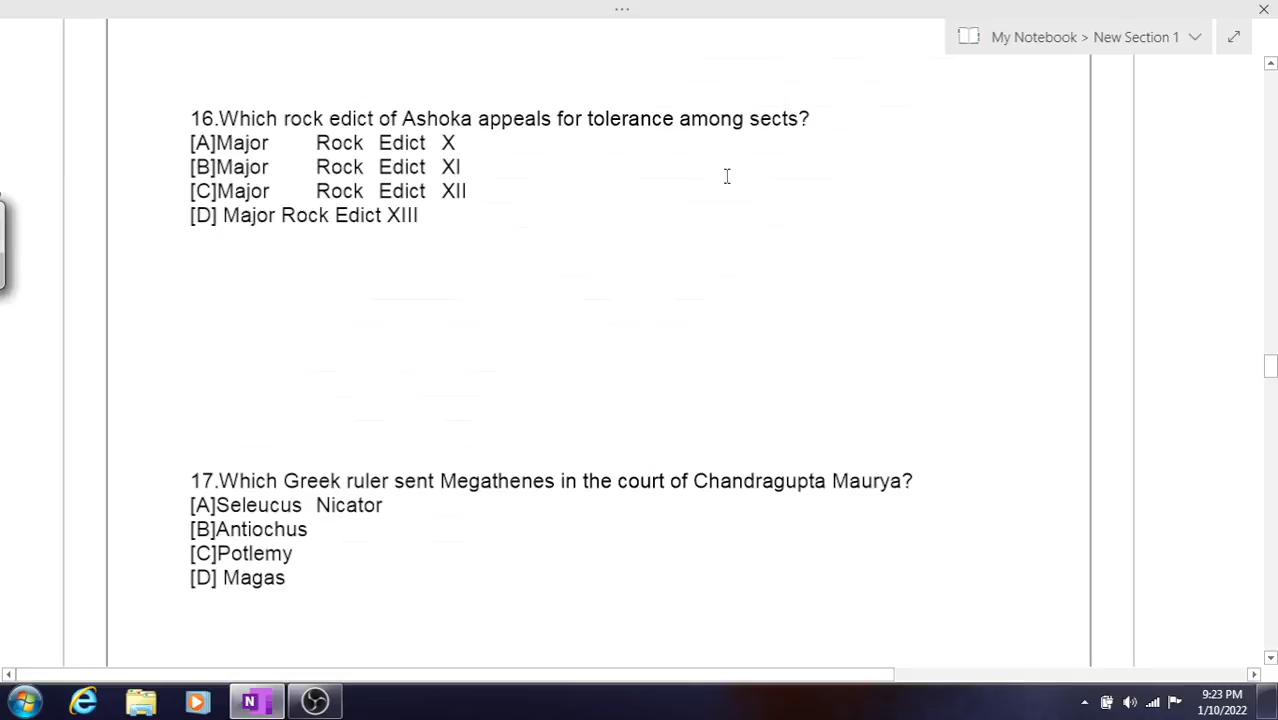 ...
My Notebook > New Section 1
16.Which rock edict of Ashoka appeals for tolerance among sects?
[A]Major Rock Edict X
[B]Major Rock Edict XI
[C]Major Rock Edict XII
[D] Major Rock Edict XIII
17.Which Greek ruler sent Megathenes in the court of Chandragupta Maurya?
[A]Seleucus Nicator
[B]Antiochus
[C]Potlemy
[D] Magas
N
9:23 PM
1/10/2022